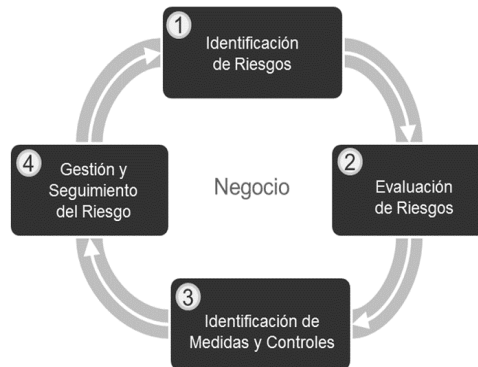 1
Identificación
de Riesgos
2
Evaluación
de Riesgos
3
Identificación de
Medidas y Controles
4
Gestión y
Seguimiento
del Riesgo
Negocio